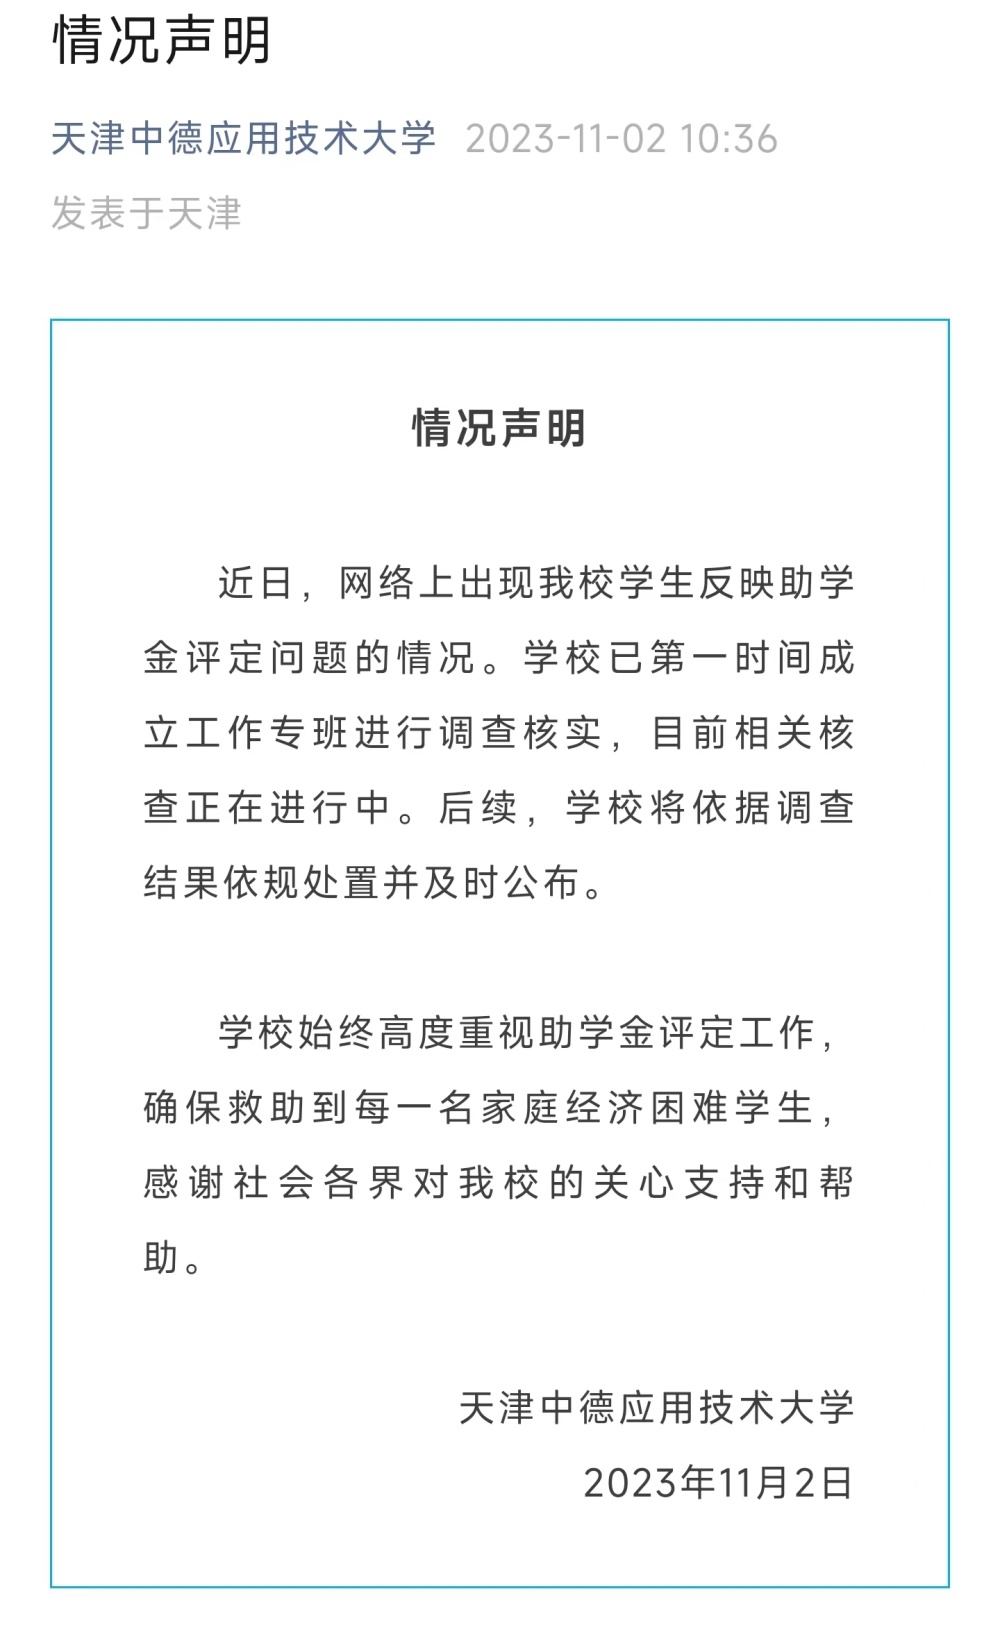 情况声明
天津中德应用技术大学 2023-11-02 10:36
发表于天津
情况声明
近日，网络上出现我校学生反映助学
金评定问题的情况。学校已第一时间成
立工作专班进行调查核实，目前相关核
查正在进行中。后续，学校将依据调查
结果依规处置并及时公布。
学校始终高度重视助学金评定工作，
确保救助到每一名家庭经济困难学生，
感谢社会各界对我校的关心支持和帮
助。
天津中德应用技术大学
2023年11月2日